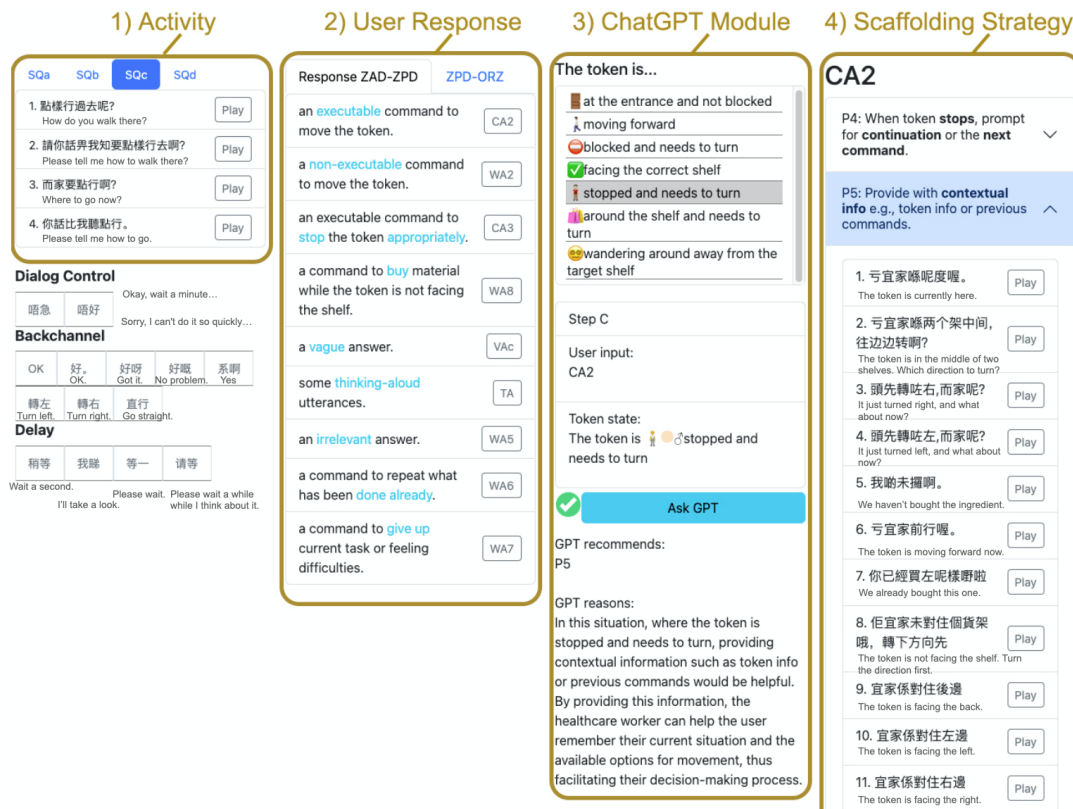 1) Activity
SQa
SQb
SQc
SQd
1. 點樣行過去呢?
How do you walk there?
Play
2. 請你話畀我知要點樣行去啊?
Please tell me how to walk there?
Play
3. 而家要點行啊?
Where to go now?
Play
4. 你話比我聽點行。
Please tell me how to go.
Play
Dialog Control
唔急
唔好
Okay, wait a minute…
Sorry, I can't do it so quickly…
Backchannel
OK
好。
OK.
好呀
Got it.
好嘅
No problem.
系啊
Yes
轉左
Turn left.
轉右
Turn right.
直行
Go straight.
Delay
稍等
我睇
等一
请等
Wait a second.
I'll take a look.
Please wait.
Please wait a while
while I think about it.
2) User Response
Response ZAD-ZPD
ZPD-ORZ
an executable command to
move the token.
CA2
a non-executable command
to move the token.
WA2
an executable command to
stop the token appropriately.
CA3
a command to buy material
while the token is not facing
the shelf.
WA8
a vague answer.
VAc
some thinking-aloud
utterances.
TA
an irrelevant answer.
WA5
a command to repeat what
has been done already.
WA6
a command to give up
current task or feeling
difficulties.
WA7
3) ChatGPT Module
The token is...
at the entrance and not blocked
moving forward
blocked and needs to turn
facing the correct shelf
stopped and needs to turn
around the shelf and needs to
turn
wandering around away from the
target shelf
Step C
User input:
CA2
Token state:
The token is stopped and
needs to turn
Ask GPT
GPT recommends:
P5
GPT reasons:
In this situation, where the token is
stopped and needs to turn, providing
contextual information such as token info
or previous commands would be helpful.
By providing this information, the
healthcare worker can help the user
remember their current situation and the
available options for movement, thus
facilitating their decision-making process.
4) Scaffolding Strategy
CA2
P4: When token stops, prompt
for continuation or the next
command.
P5: Provide with contextual
info e.g., token info or previous
commands.
1. 亏宜家喺呢度喔。
The token is currently here.
Play
2. 亏宜家喺两个架中间,
往边边转啊?
The token is in the middle of two
shelves. Which direction to turn?
Play
3. 頭先轉咗右,而家呢?
It just turned right, and what
about now?
Play
4. 頭先轉咗左,而家呢?
It just turned left, and what about
now?
Play
5. 我啲未攞啊。
We haven't bought the ingredient.
Play
6. 亏宜家前行喔。
The token is moving forward now.
Play
7. 你已經買左呢樣嘢啦
We already bought this one.
Play
8. 佢宜家未對住個貨架
哦，轉下方向先
The token is not facing the shelf. Turn
the direction first.
Play
9. 宜家係對住後邊
The token is facing the back.
Play
10. 宜家係對住左邊
The token is facing the left.
Play
11. 宜家係對住右邊
The token is facing the right.
Play